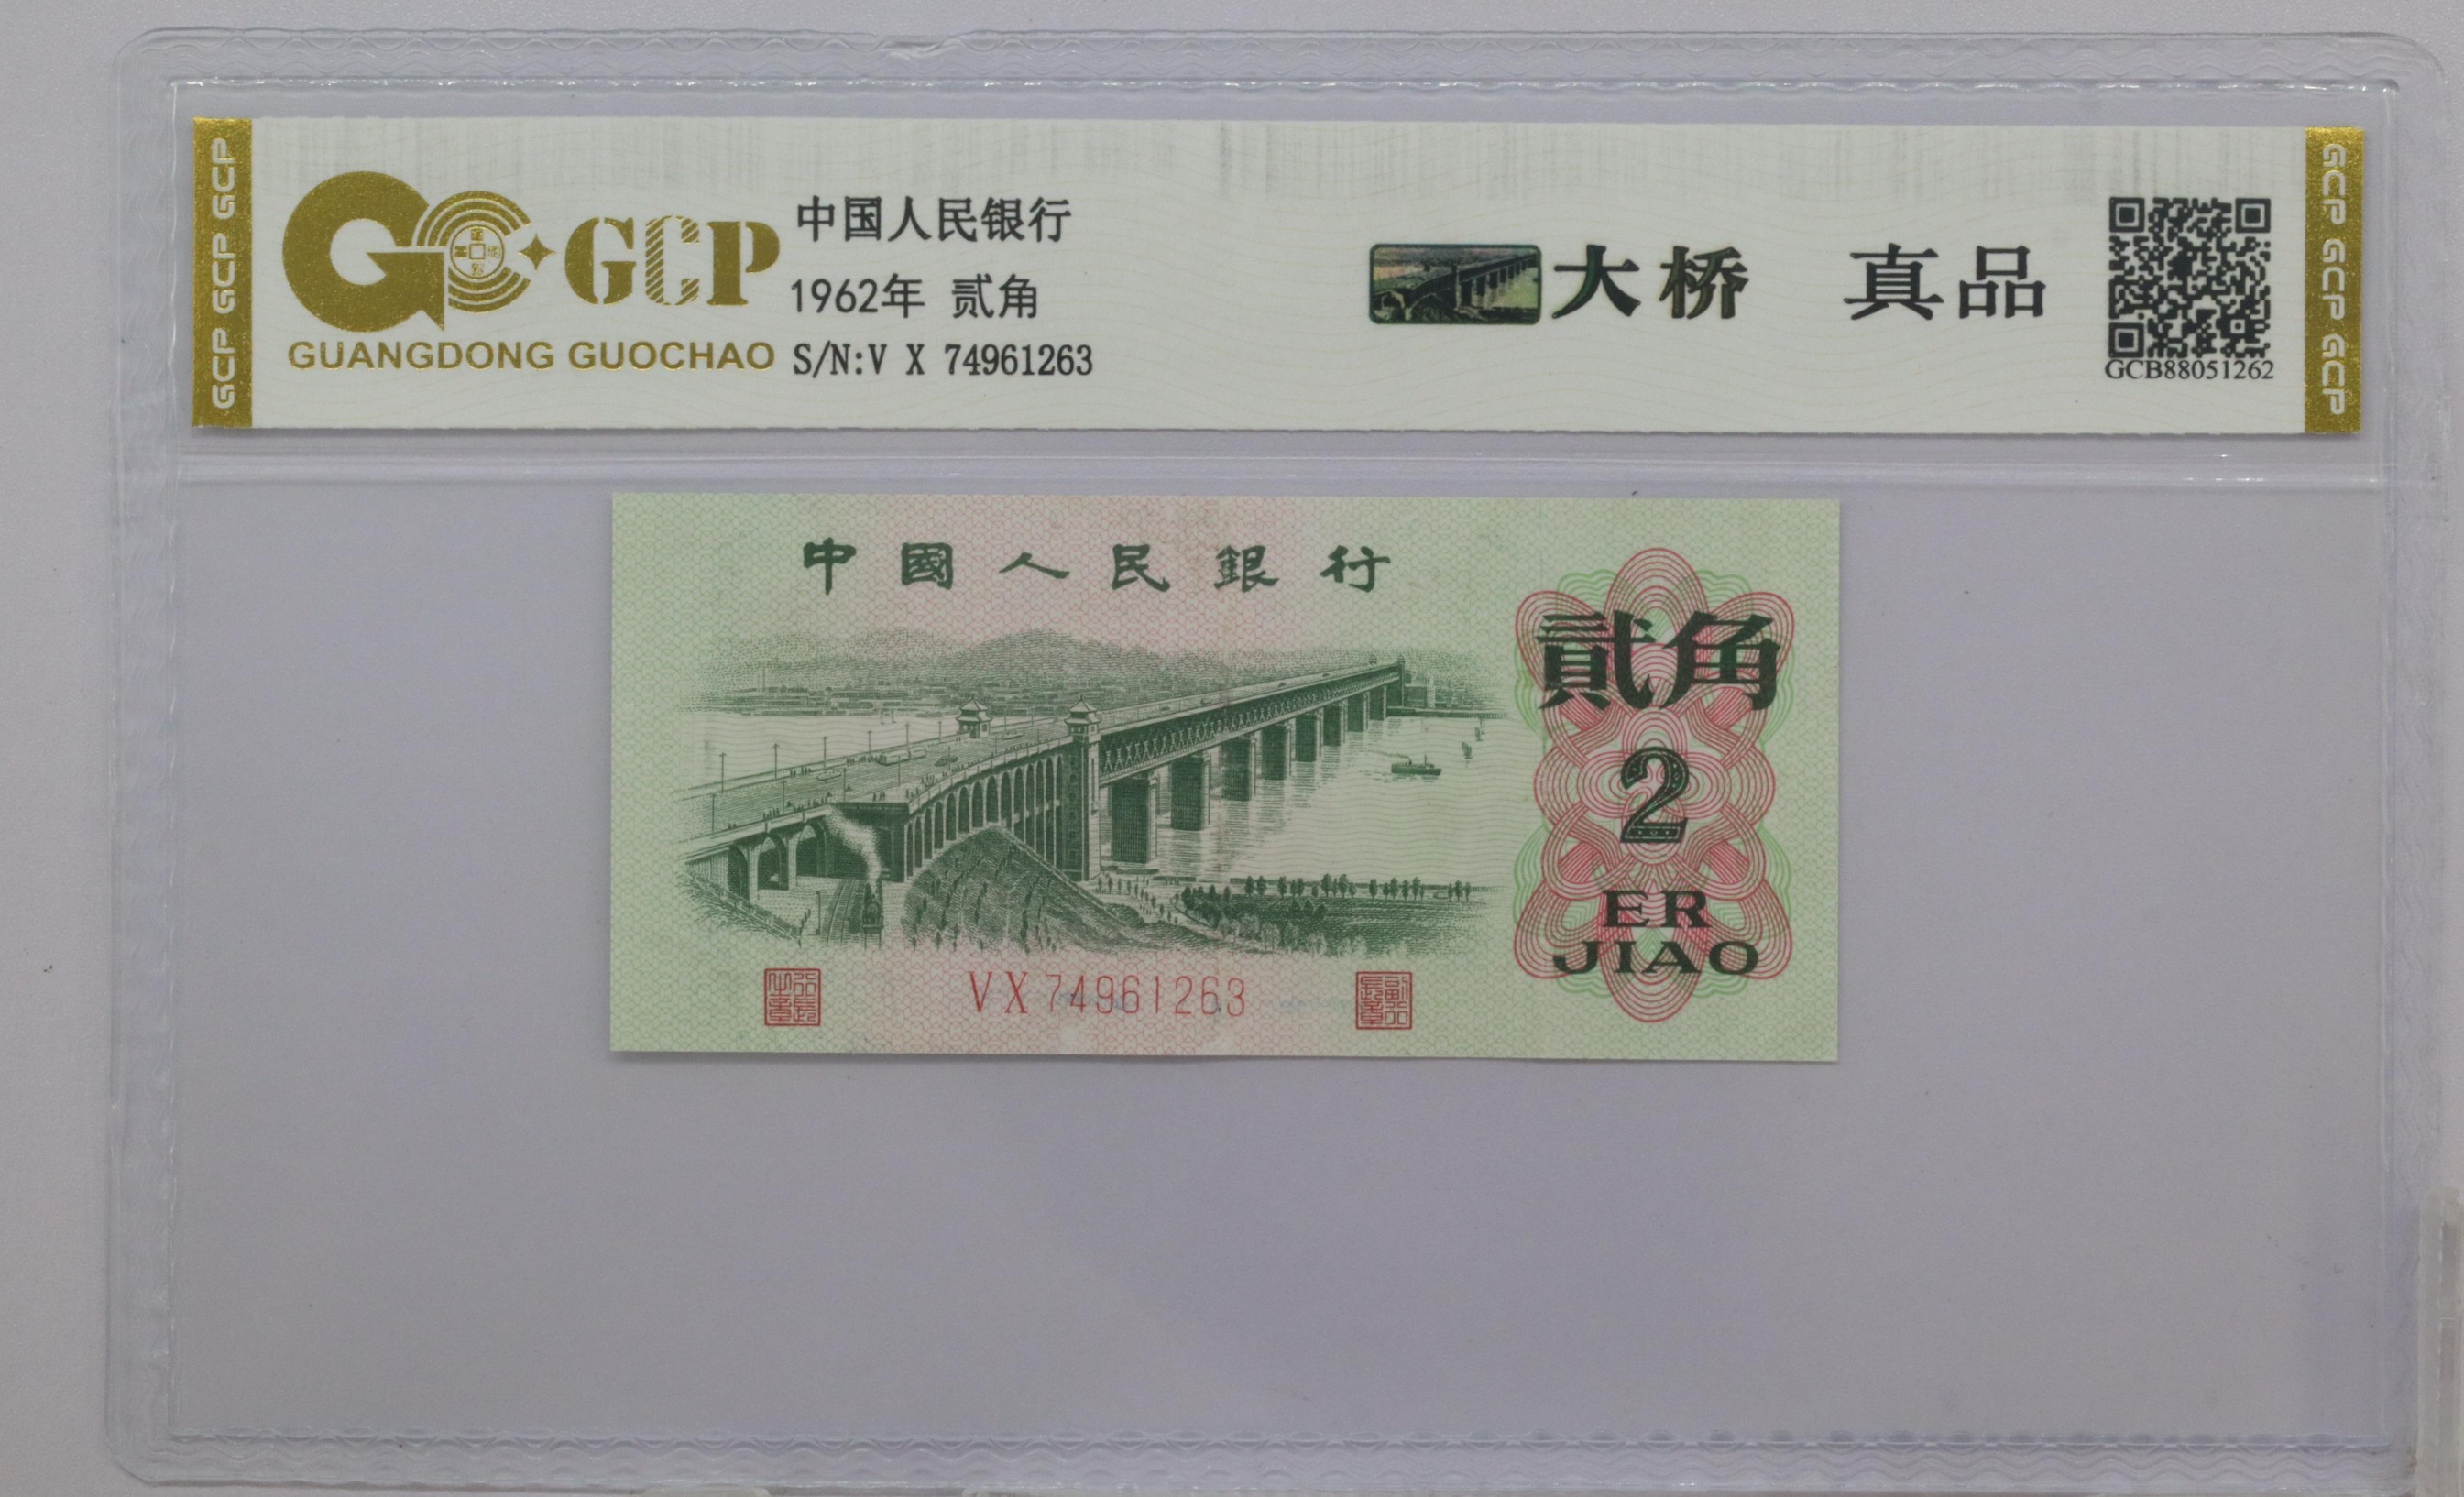 GCP GCP GCP
GCP
GUANGDONG GUOCHAO
中国人民银行
1962年 贰角
S/N:V X 74961263
大桥 真品
GCB88051262
GCP GCP GCP
中國人民銀行
貳角
2
ER
JIAO
VX74961263